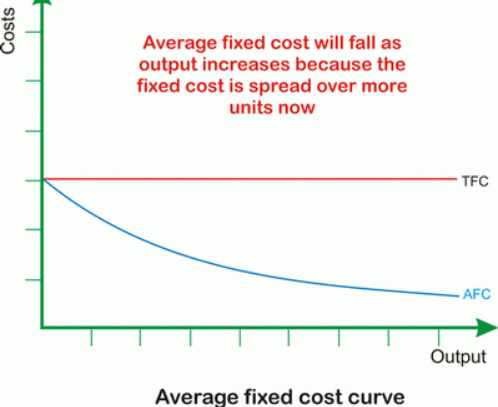 Costs
Average fixed cost will fall as
output increases because the
fixed cost is spread over more
units now
TFC
AFC
Output
Average fixed cost curve